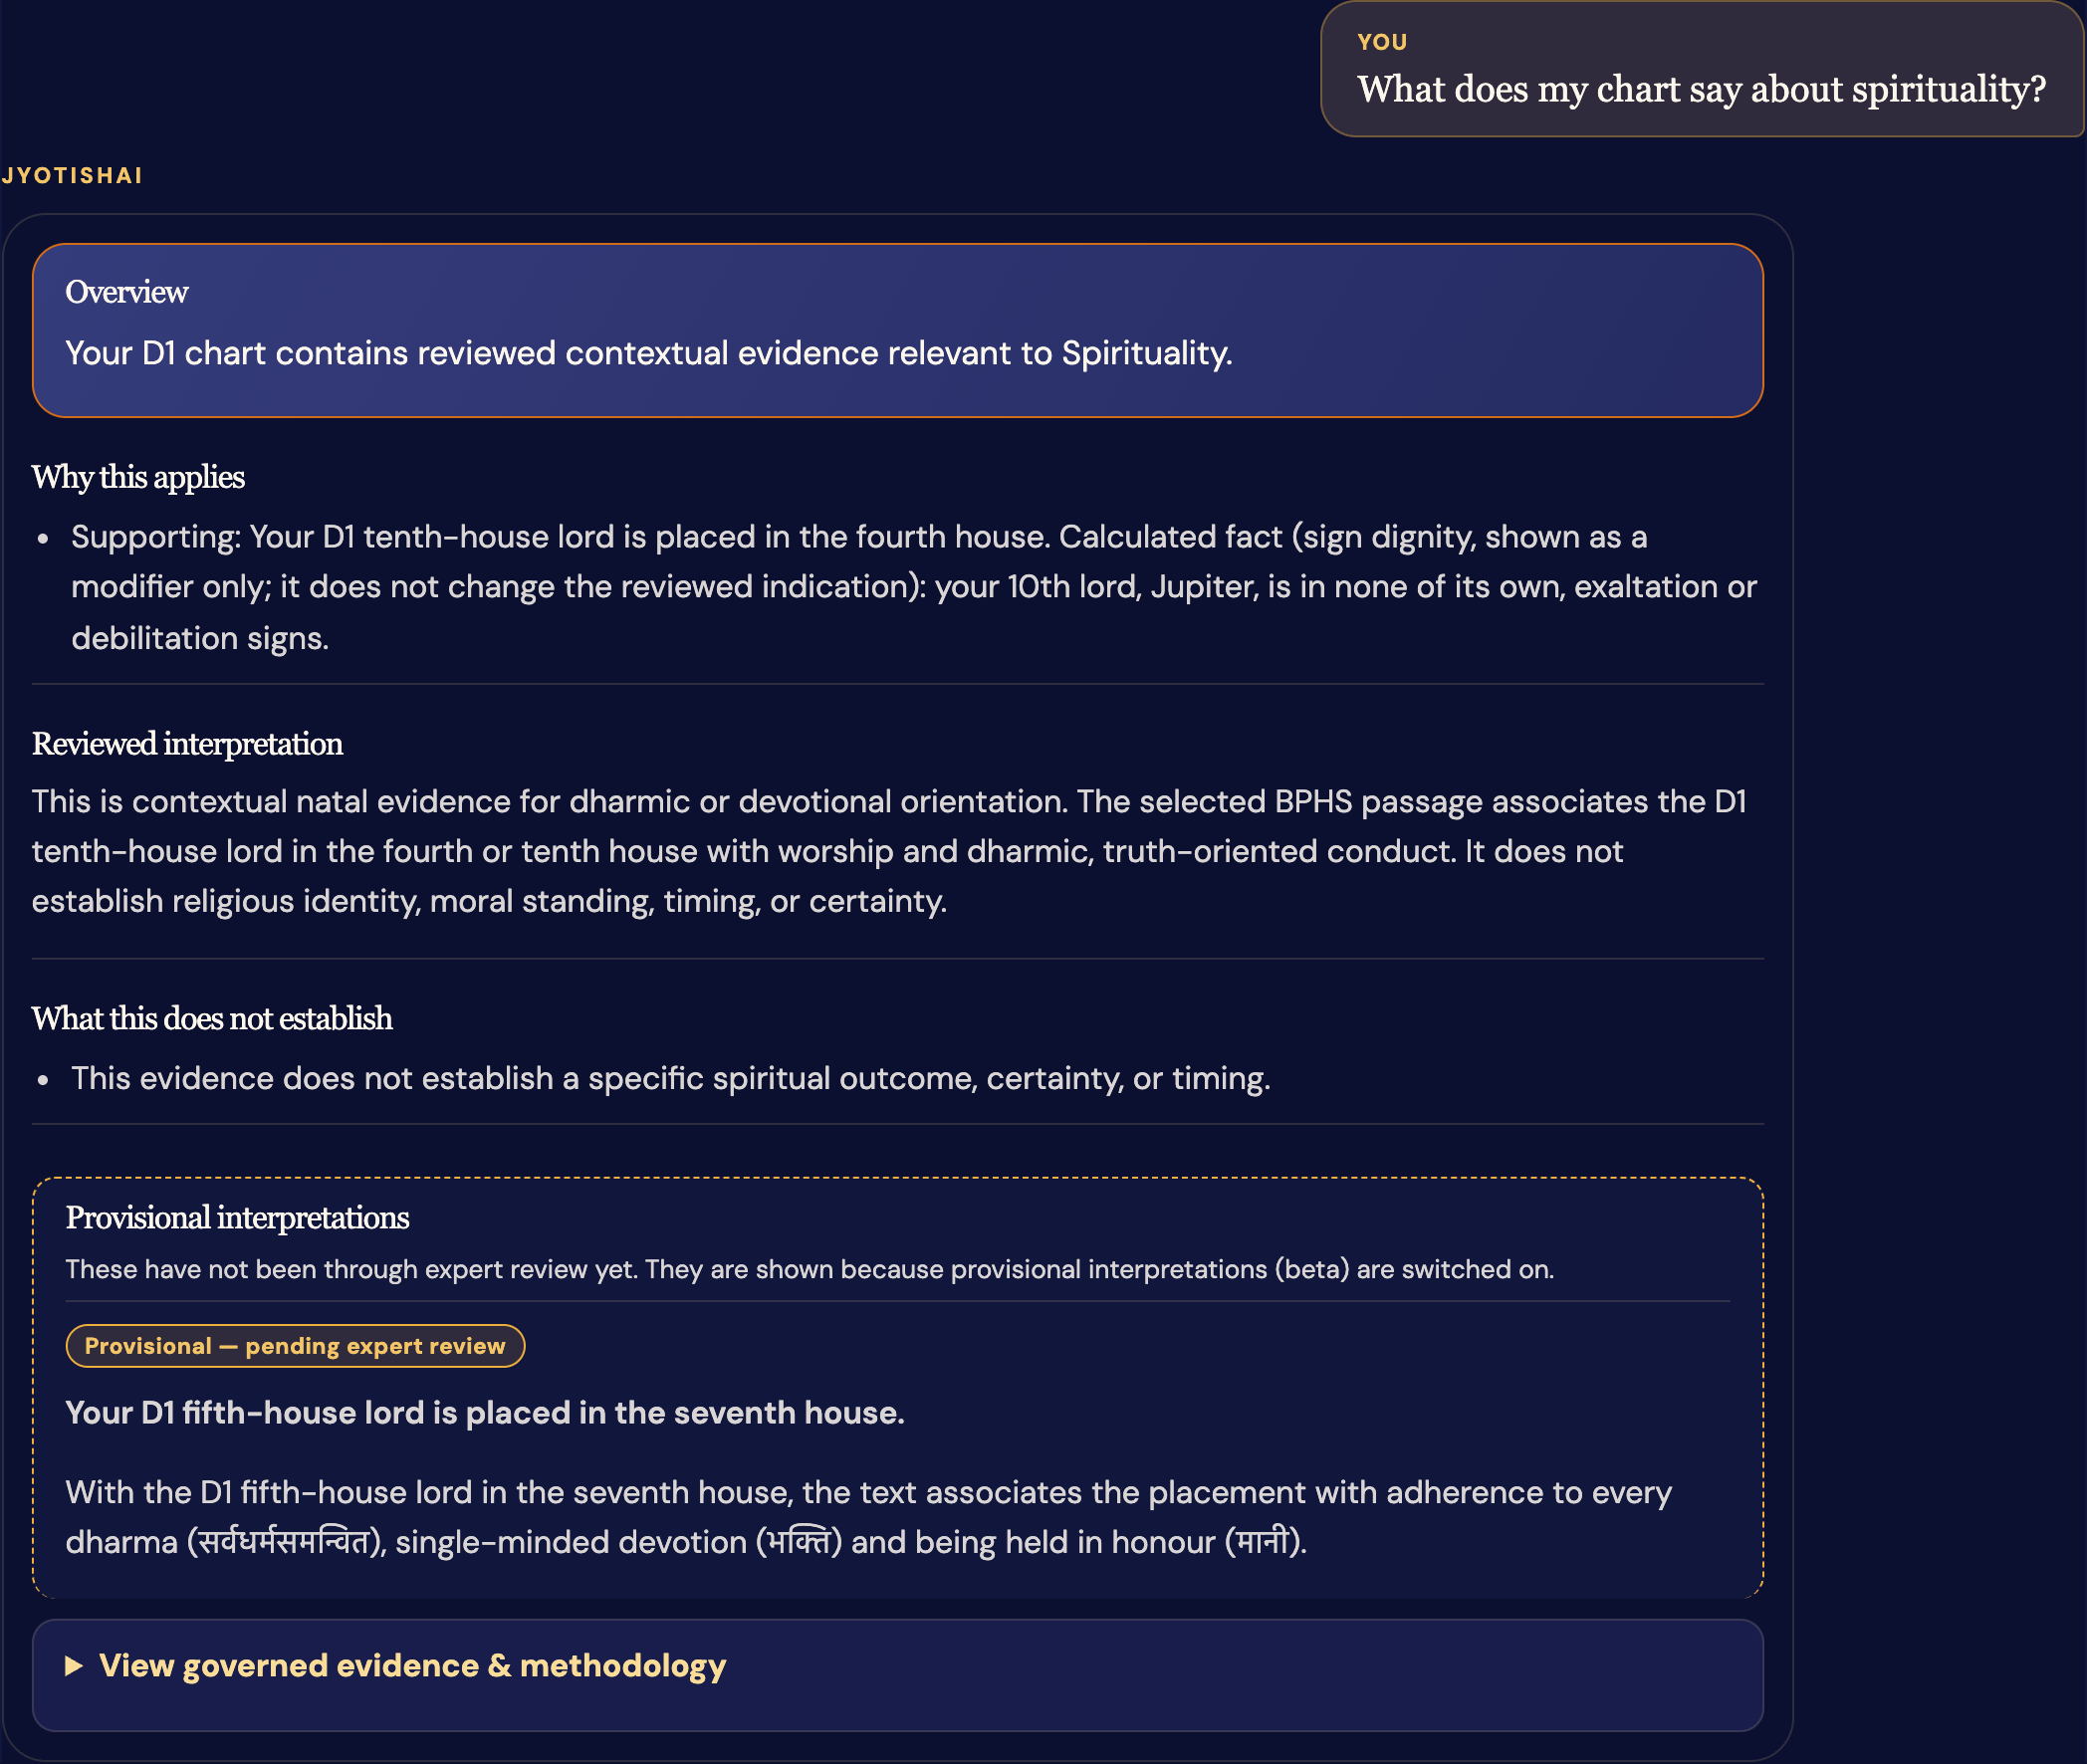 YOU
What does my chart say about spirituality?
JYOTISHAI
Overview
Your D1 chart contains reviewed contextual evidence relevant to Spirituality.
Why this applies
• Supporting: Your D1 tenth-house lord is placed in the fourth house. Calculated fact (sign dignity, shown as a
modifier only; it does not change the reviewed indication): your 10th lord, Jupiter, is in none of its own, exaltation or
debilitation signs.
Reviewed interpretation
This is contextual natal evidence for dharmic or devotional orientation. The selected BPHS passage associates the D1
tenth-house lord in the fourth or tenth house with worship and dharmic, truth-oriented conduct. It does not
establish religious identity, moral standing, timing, or certainty.
What this does not establish
• This evidence does not establish a specific spiritual outcome, certainty, or timing.
Provisional interpretations
These have not been through expert review yet. They are shown because provisional interpretations (beta) are switched on.
Provisional — pending expert review
Your D1 fifth-house lord is placed in the seventh house.
With the D1 fifth-house lord in the seventh house, the text associates the placement with adherence to every
dharma (सर्वधर्मसमन्वित), single-minded devotion (भक्ति) and being held in honour (मानी).
▶ View governed evidence & methodology